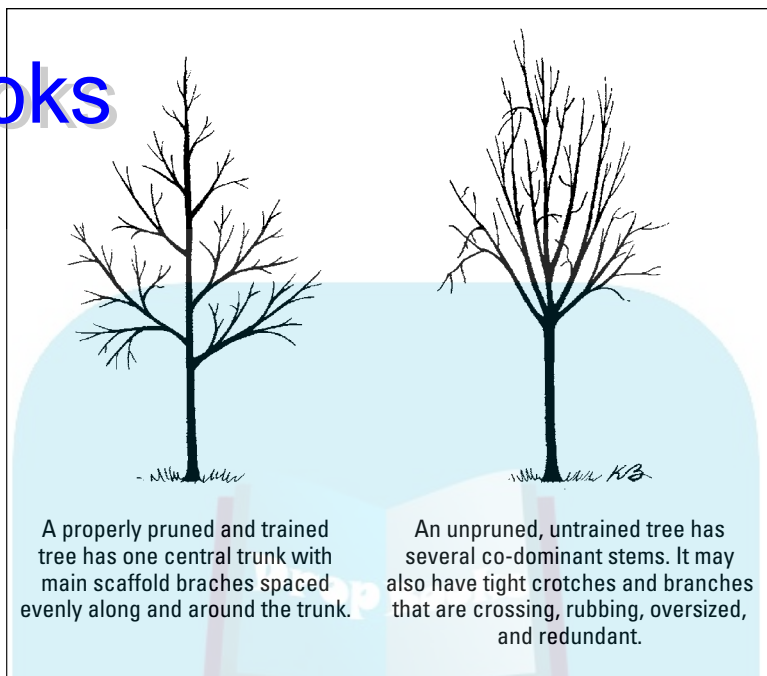 oks
KB
A properly pruned and trained
tree has one central trunk with
main scaffold braches spaced
evenly along and around the trunk.
An unpruned, untrained tree has
several co-dominant stems. It may
also have tight crotches and branches
that are crossing, rubbing, oversized,
and redundant.